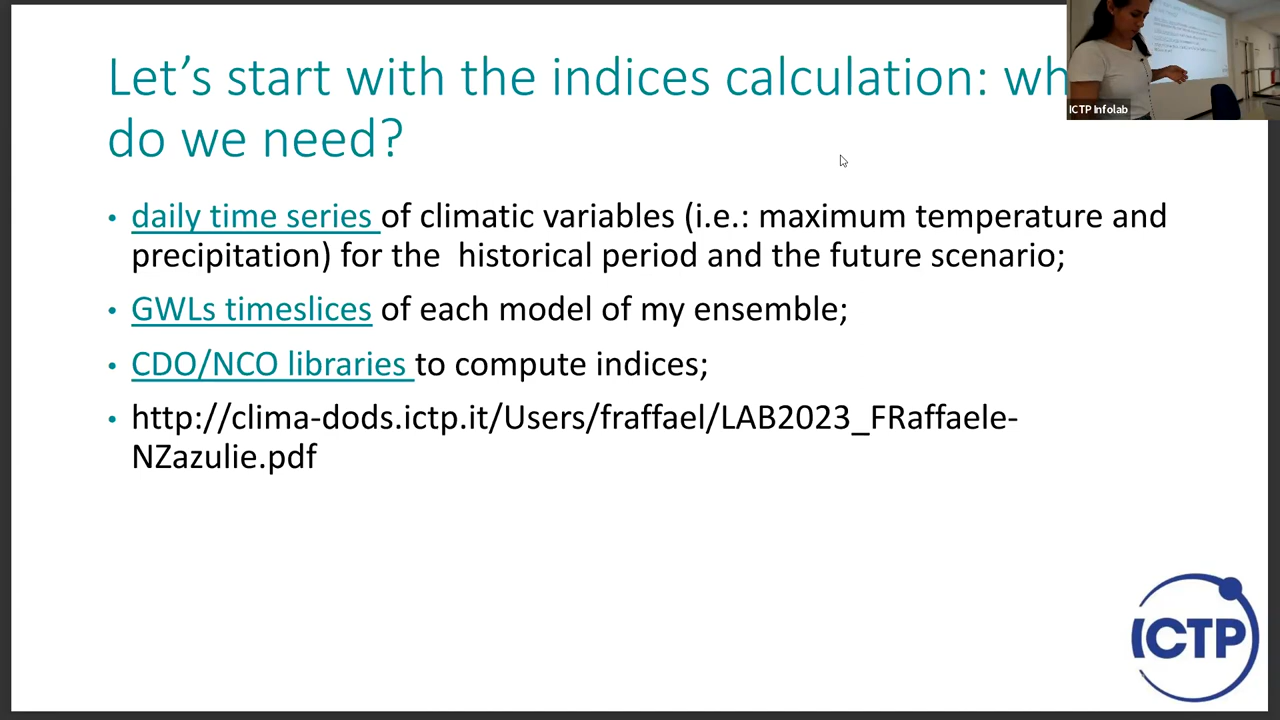 Let's start with the indices calculation: wh
do we need?
• daily time series of climatic variables (i.e.: maximum temperature and
precipitation) for the  historical period and the future scenario;
• GWLs timeslices of each model of my ensemble;
• CDO/NCO libraries to compute indices;
• http://clima-dods.ictp.it/Users/fraffael/LAB2023_FRaffaele-
NZazulie.pdf
ICTP Infolab
ICTP